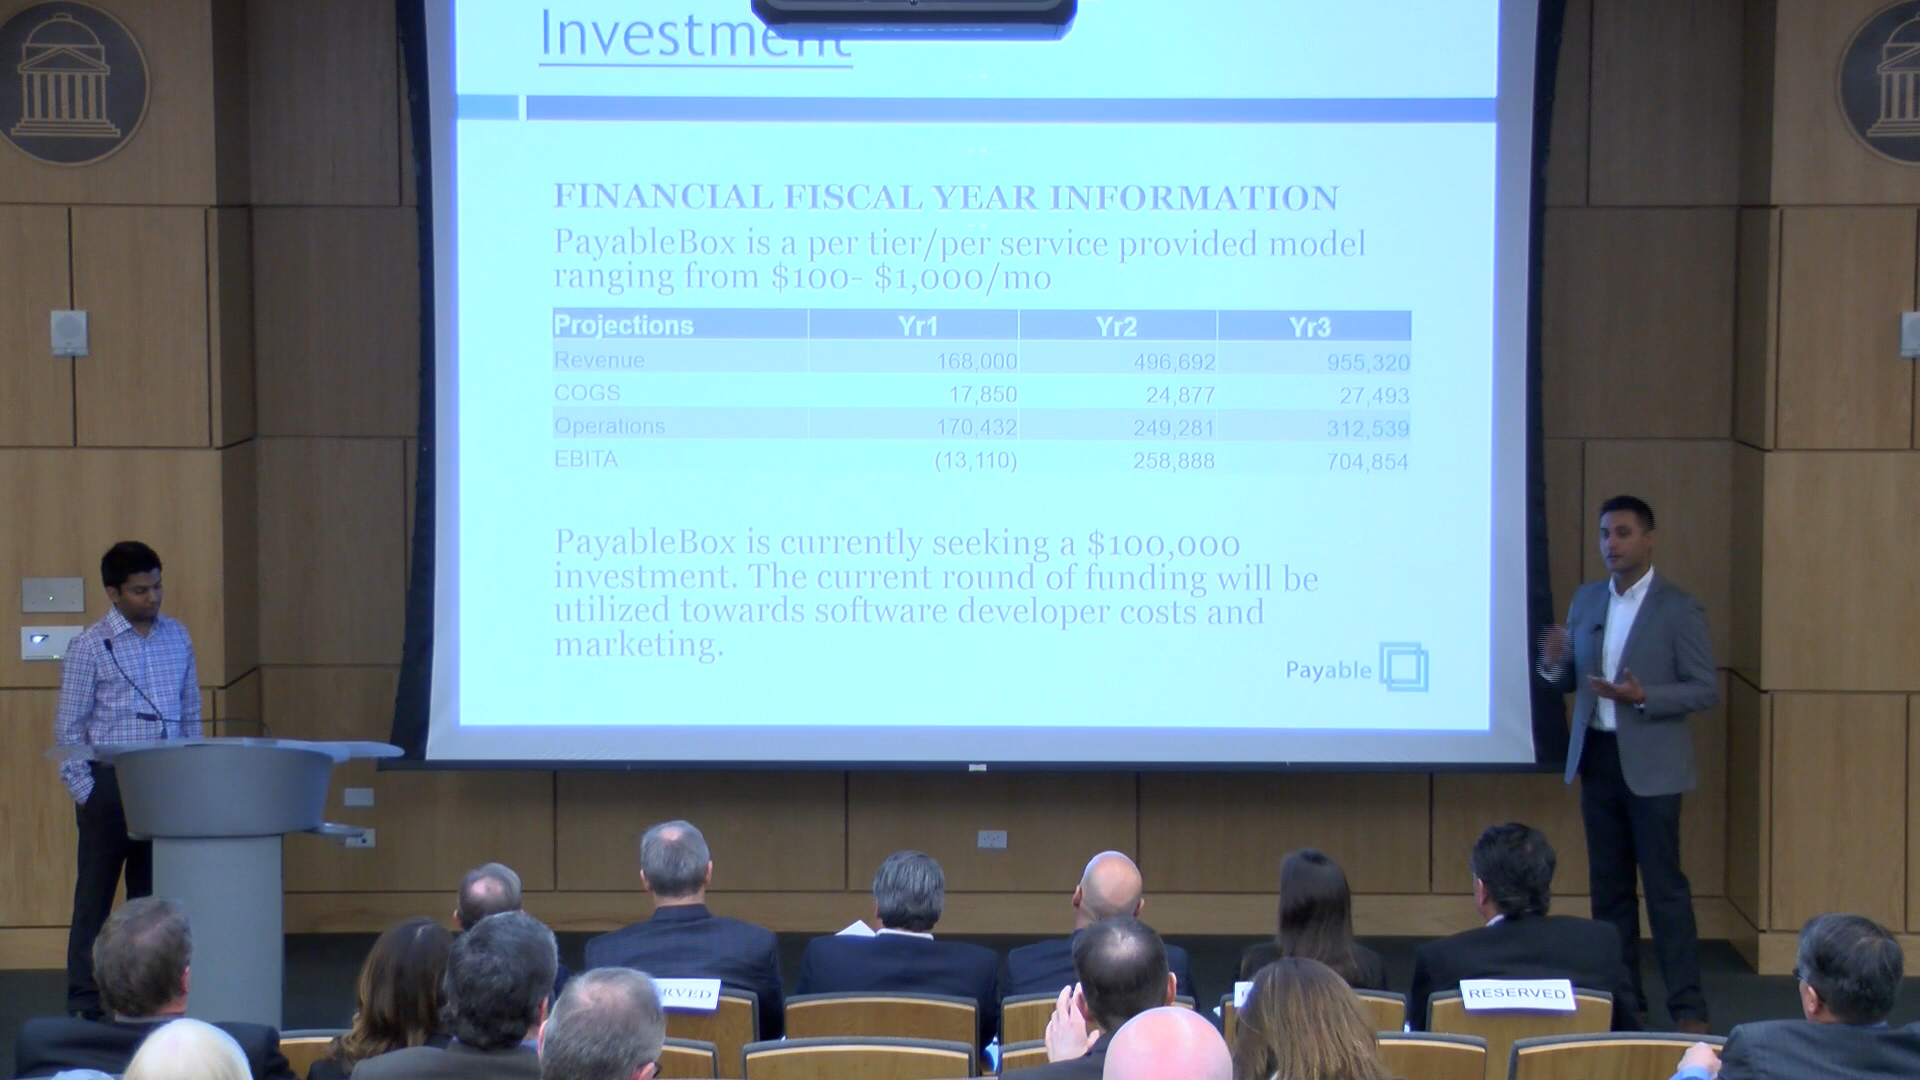 Investment
FINANCIAL FISCAL YEAR INFORMATION
PayableBox is a per tier/per service provided model
ranging from $100- $1,000/mo
Projections Yr1 Yr2 Yr3
Revenue 168,000 496,692 955,320
COGS 17,850 24,877 27,493
Operations 170,432 249,281 312,539
EBITA (13,110) 258,888 704,854
PayableBox is currently seeking a $100,000
investment. The current round of funding will be
utilized towards software developer costs and
marketing.
Payable
RVED
RESERVED